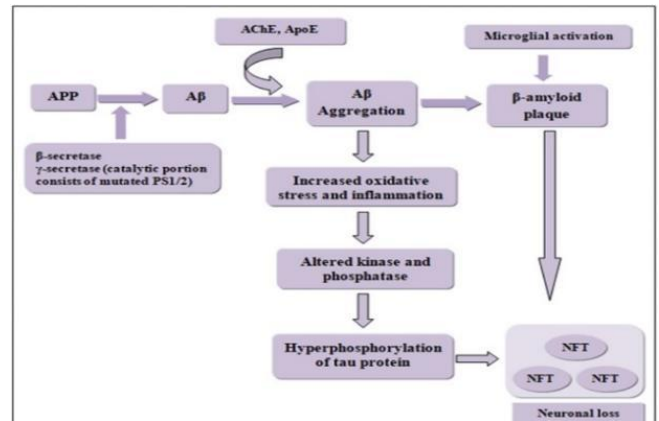 AChE, ApoE
Microglial activation
APP
Aβ
Aβ
Aggregation
β-amyloid
plaque
β-secretase
γ-secretase (catalytic portion
consists of mutated PS1/2)
Increased oxidative
stress and inflammation
Altered kinase and
phosphatase
Hyperphosphorylation
of tau protein
NFT
NFT
NFT
Neuronal loss